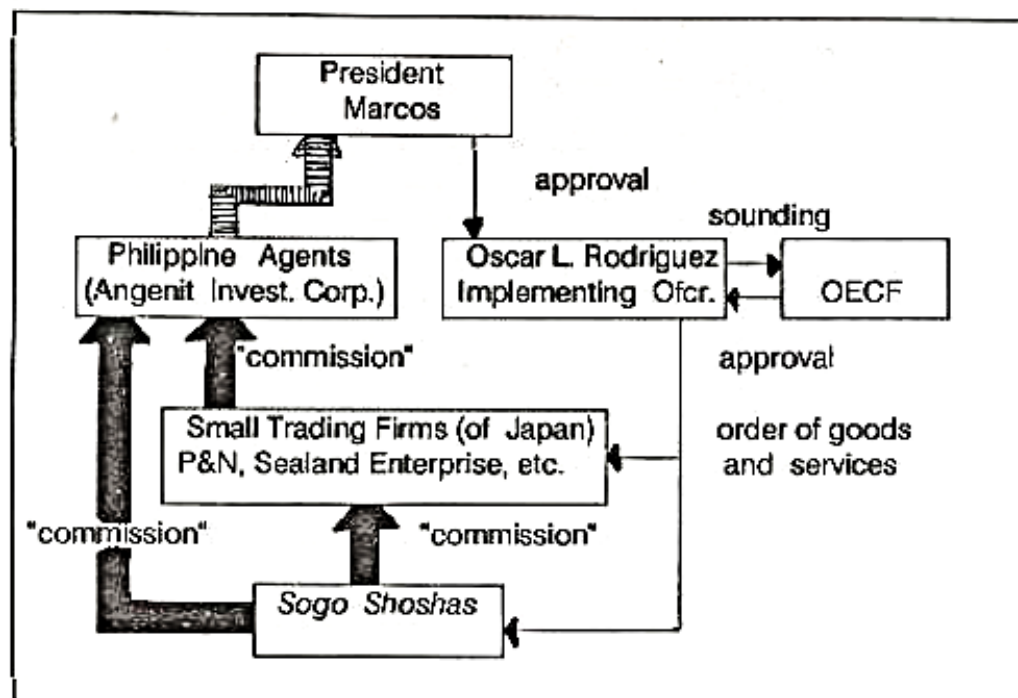 President
Marcos
approval
sounding
Philippine Agents
(Angenit Invest. Corp.)
Oscar L. Rodriguez
Implementing Ofcr.
OECF
"commission"
approval
Small Trading Firms (of Japan)
P&N, Sealand Enterprise, etc.
order of goods
and services
"commission"
"commission"
Sogo Shoshas